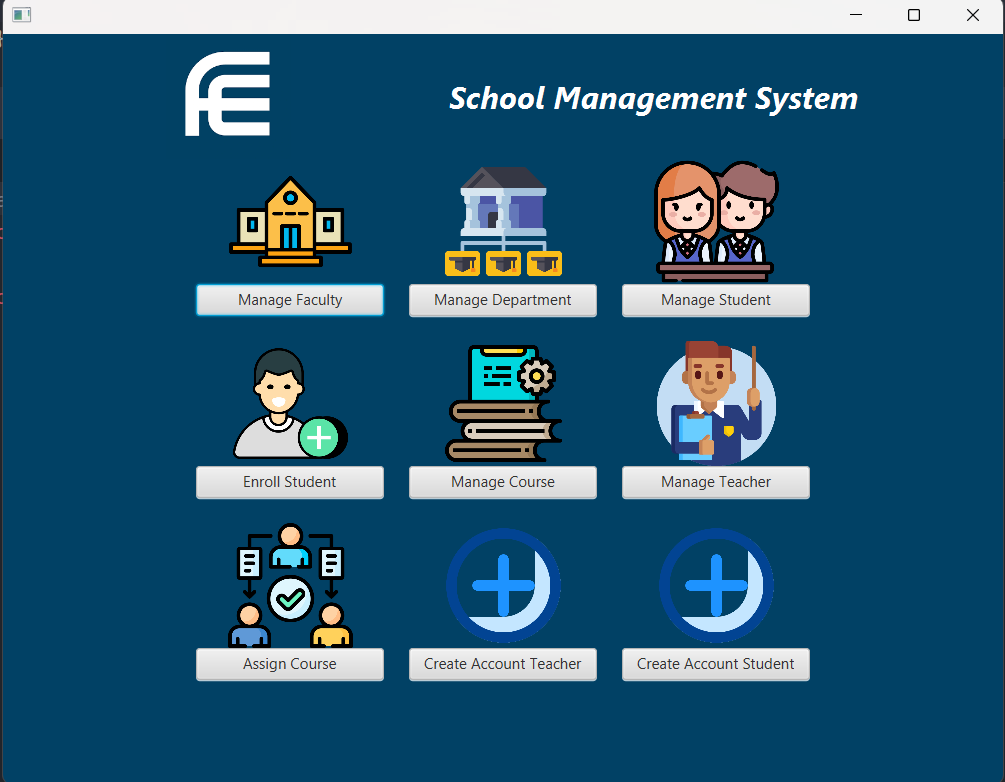 FE
School Management System
Manage Faculty
Manage Department
Manage Student
Enroll Student
Manage Course
Manage Teacher
Assign Course
Create Account Teacher
Create Account Student